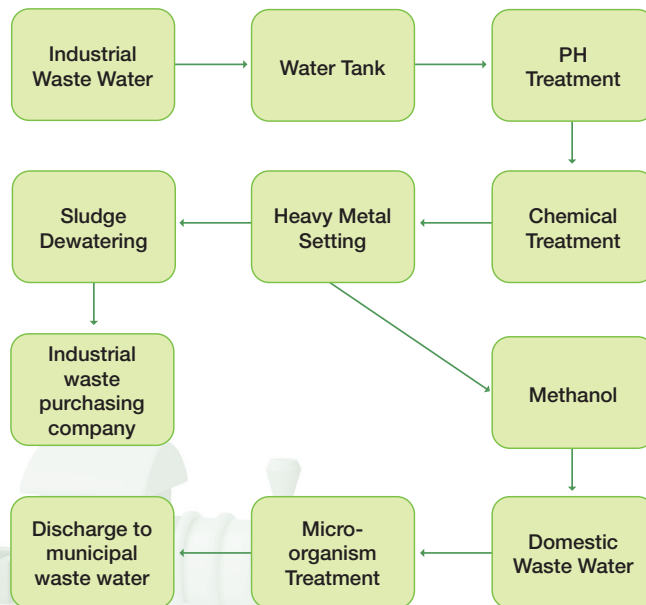 Industrial
Waste Water
Water Tank
PH
Treatment
Sludge
Dewatering
Heavy Metal
Setting
Chemical
Treatment
Industrial
waste
purchasing
company
Methanol
Discharge to
municipal
waste water
Micro-
organism
Treatment
Domestic
Waste Water